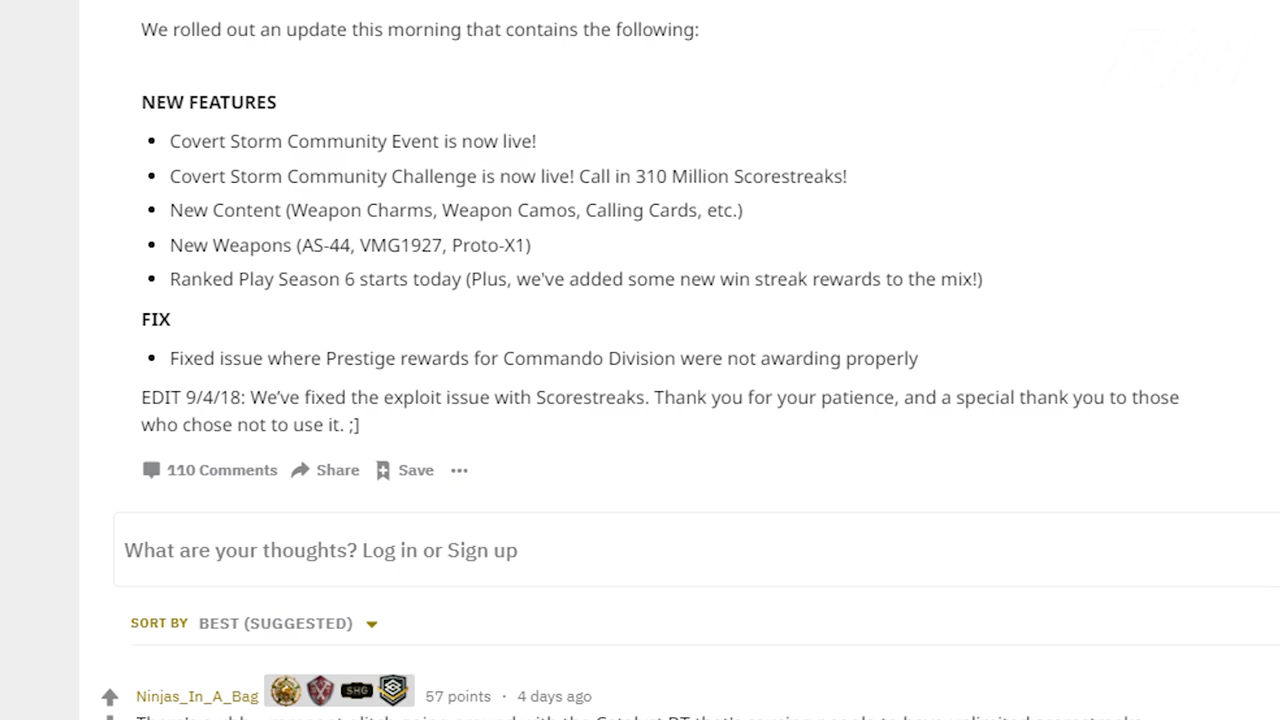 We rolled out an update this morning that contains the following:
NEW FEATURES
• Covert Storm Community Event is now live!
• Covert Storm Community Challenge is now live! Call in 310 Million Scorestreaks!
• New Content (Weapon Charms, Weapon Camos, Calling Cards, etc.)
• New Weapons (AS-44, VMG1927, Proto-X1)
• Ranked Play Season 6 starts today (Plus, we've added some new win streak rewards to the mix!)
FIX
• Fixed issue where Prestige rewards for Commando Division were not awarding properly
EDIT 9/4/18: We’ve fixed the exploit issue with Scorestreaks. Thank you for your patience, and a special thank you to those
who chose not to use it. ;]
110 Comments Share Save •••
What are your thoughts? Log in or Sign up
SORT BY BEST (SUGGESTED)
Ninjas_In_A_Bag SHG 57 points · 4 days ago